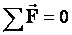 ∑F⃗ = 0